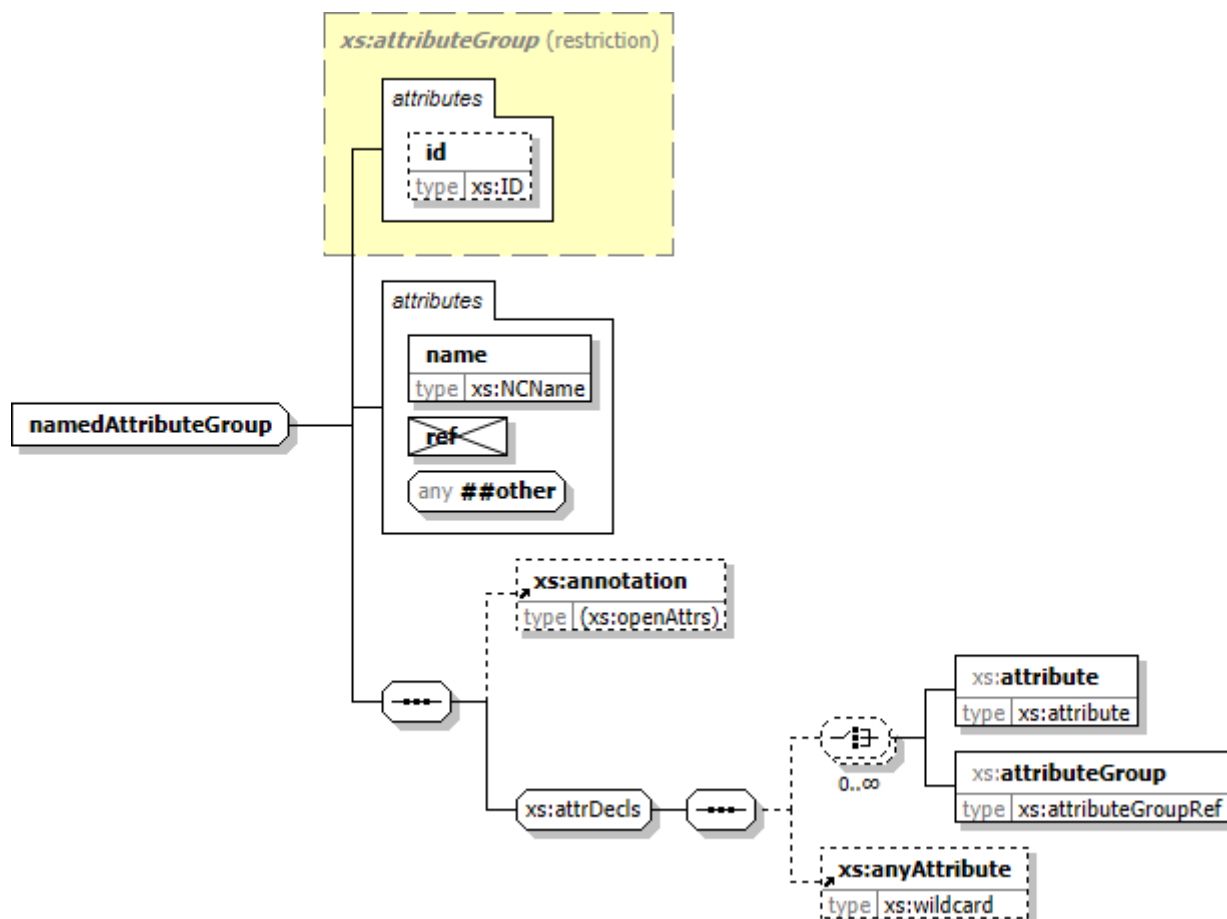 xs:attributeGroup (restriction)
attributes
id
type xs:ID
attributes
name
type xs:NCName
namedAttributeGroup
ref
any ##other
xs:annotation
type (xs:openAttrs)
xs:attribute
type xs:attribute
0..∞
xs:attributeGroup
type xs:attributeGroupRef
xs:attrDecls
xs:anyAttribute
type xs:wildcard